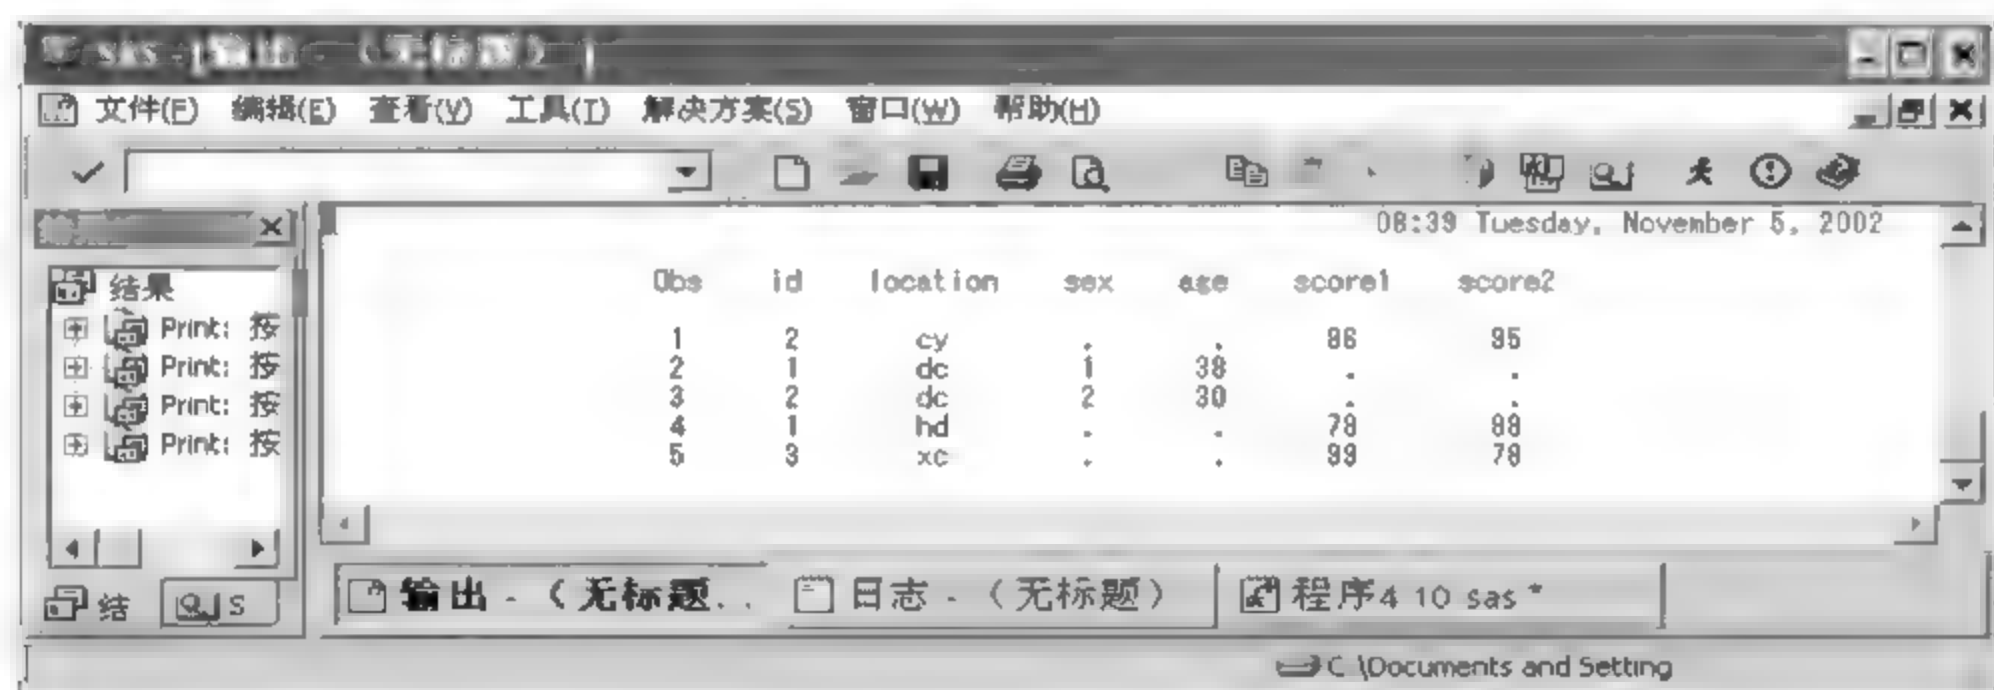 文件(F) 编辑(E) 查看(V) 工具(T) 解决方案(S) 窗口(W) 帮助(H)
08:39 Tuesday, November 5, 2002
Obs id location sex age score1 score2
1 2 cy . . 86 95
2 1 dc 1 38 . .
3 2 dc 2 30 . .
4 1 hd . . 78 88
5 3 xc . . 99 78
结果
Print: 按
Print: 按
Print: 按
Print: 按
结 S
输出 - (无标题.. 日志 - (无标题) 程序4 10 sas *
C \Documents and Setting